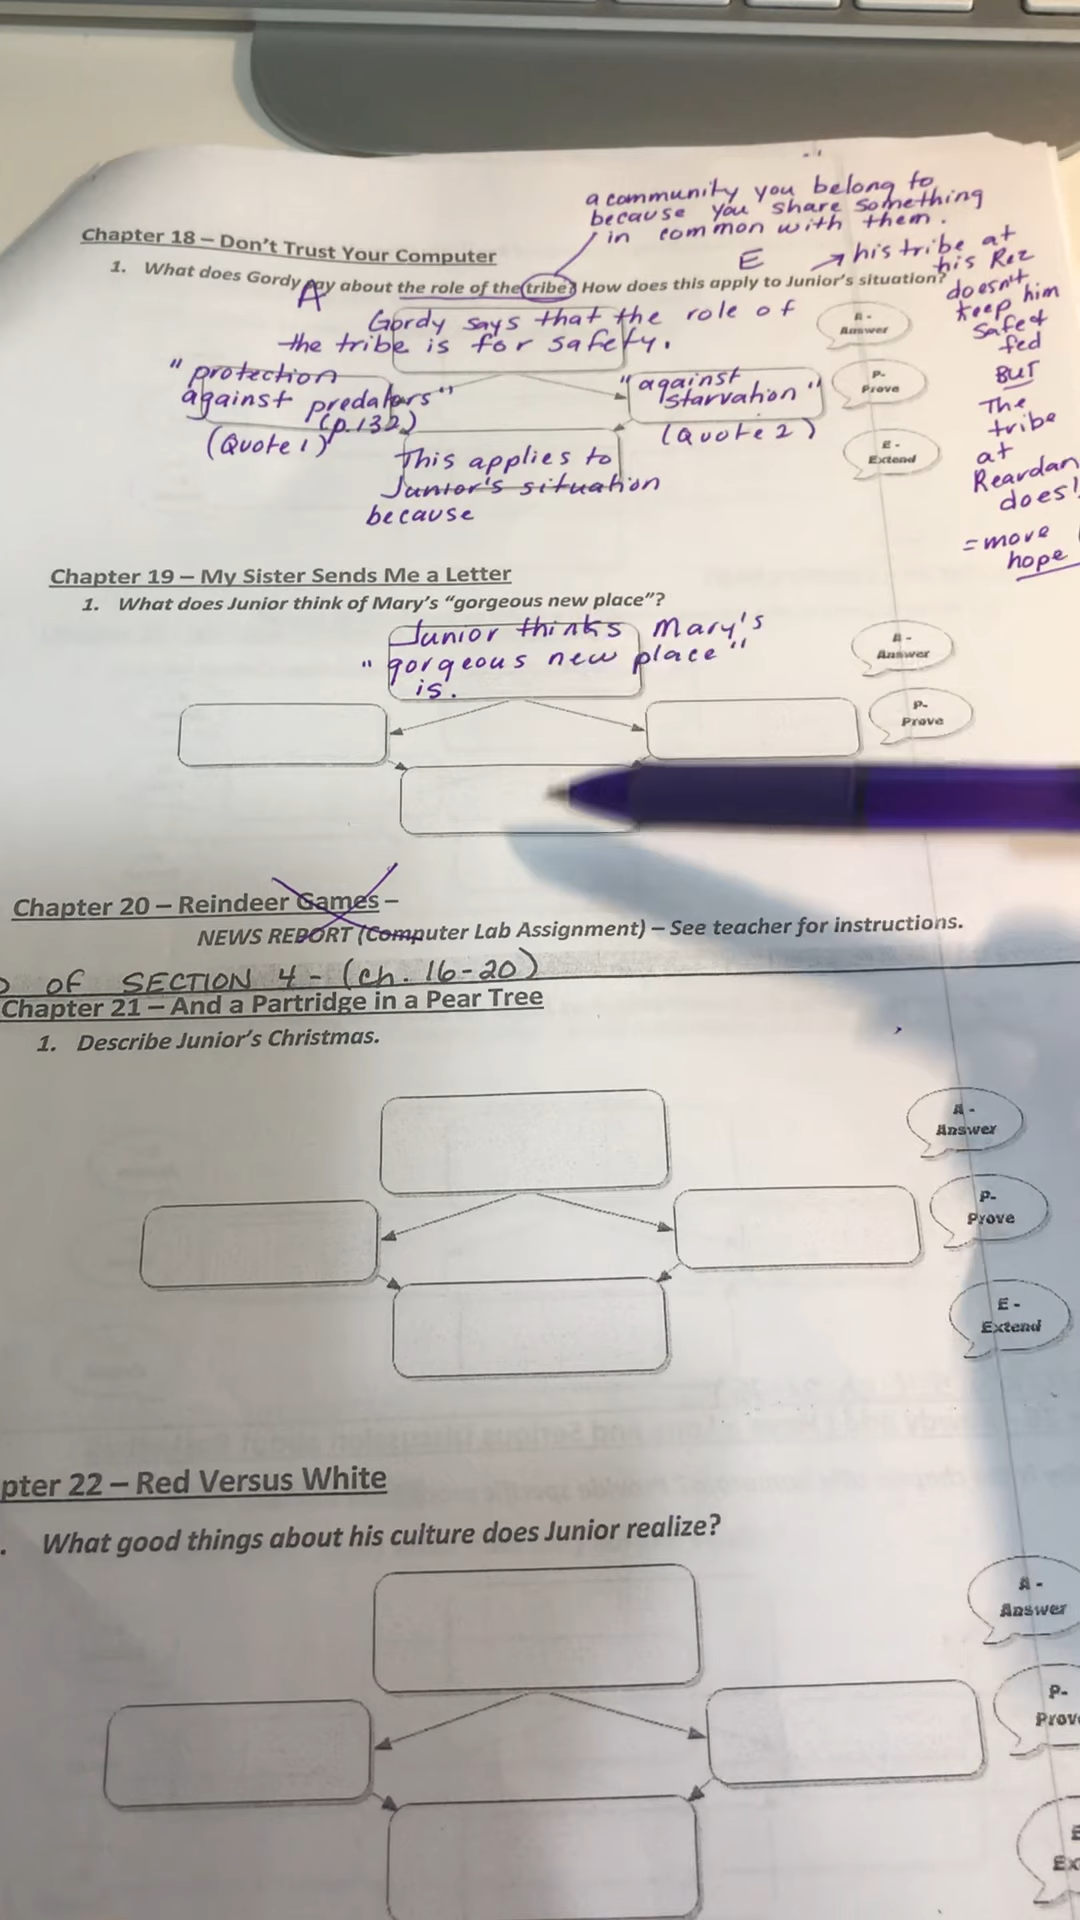 a community you belong to
because you share something
in common with them.
Chapter 18 – Don't Trust Your Computer
E
→ his tribe at
his Rez
doesn't
keep him
safe &
fed
BUT
The
tribe
at
Reardan
does!
= move
hope
1. What does Gordy say about the role of the tribe? How does this apply to Junior's situation?
A
Gordy says that the role of
the tribe is for safety.
A - Answer
"protection
against predators"
(p.132)
(Quote 1)
"against
starvation"
(Quote 2)
P- Prove
This applies to
Junior's situation
because
E - Extend
Chapter 19 – My Sister Sends Me a Letter
1. What does Junior think of Mary's "gorgeous new place"?
Junior thinks Mary's
"gorgeous new place"
is.
A - Answer
P- Prove
Chapter 20 – Reindeer Games –
NEWS REPORT (Computer Lab Assignment) – See teacher for instructions.
OF SECTION 4 - (ch. 16-20)
Chapter 21 – And a Partridge in a Pear Tree
1. Describe Junior's Christmas.
A - Answer
P- Prove
E - Extend
pter 22 – Red Versus White
. What good things about his culture does Junior realize?
A - Answer
P- Prove
E
Ex